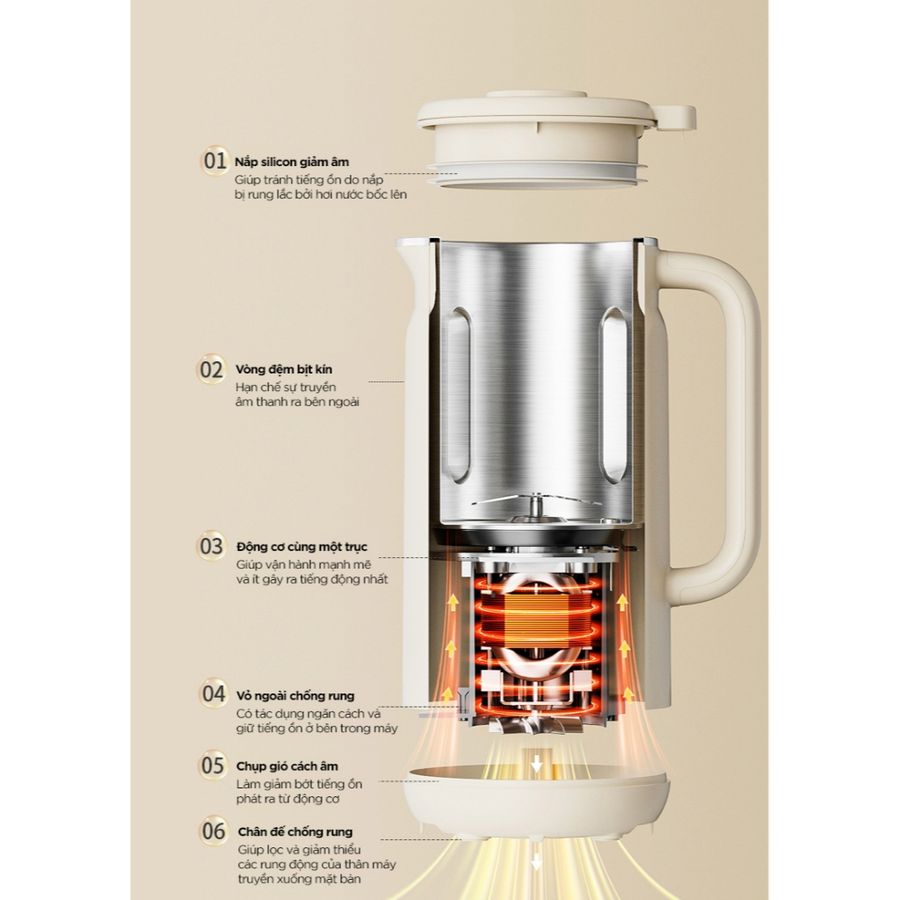 01 Nắp silicon giảm âm
Giúp tránh tiếng ồn do nắp
bị rung lắc bởi hơi nước bốc lên
02 Vòng đệm bịt kín
Hạn chế sự truyền
âm thanh ra bên ngoài
03 Động cơ cùng một trục
Giúp vận hành mạnh mẽ
và ít gây ra tiếng động nhất
04 Vỏ ngoài chống rung
Có tác dụng ngăn cách và
giữ tiếng ồn ở bên trong máy
05 Chụp gió cách âm
Làm giảm bớt tiếng ồn
phát ra từ động cơ
06 Chân đế chống rung
Giúp lọc và giảm thiểu
các rung động của thân máy
truyền xuống mặt bàn